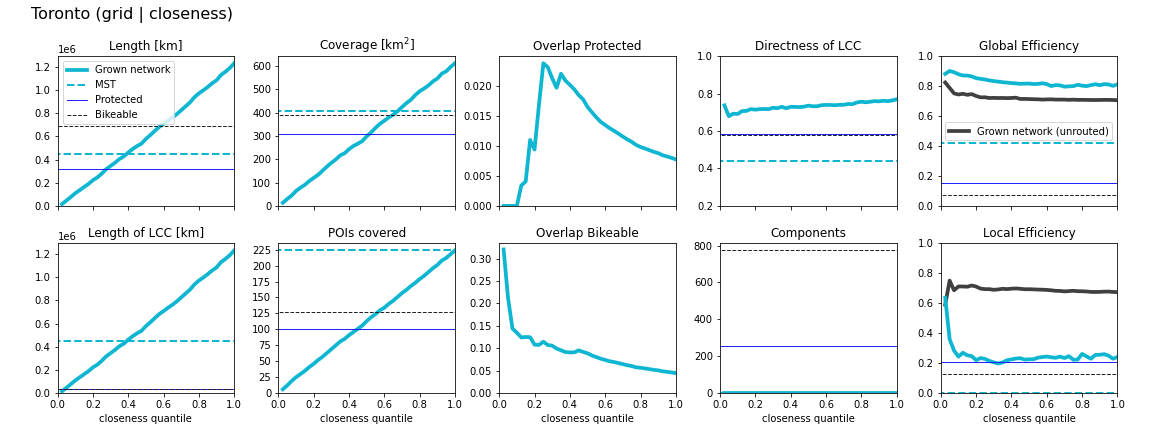 Toronto (grid | closeness)
Length [km]
1e6
1.2
1.0
0.8
0.6
0.4
0.2
0.0
Grown network
MST
Protected
Bikeable
Coverage [km²]
600
500
400
300
200
100
0
Overlap Protected
0.020
0.015
0.010
0.005
0.000
Directness of LCC
1.0
0.8
0.6
0.4
0.2
Global Efficiency
1.0
0.8
0.6
0.4
0.2
0.0
Grown network (unrouted)
Length of LCC [km]
1e6
1.2
1.0
0.8
0.6
0.4
0.2
0.0
0.0 0.2 0.4 0.6 0.8 1.0
closeness quantile
POIs covered
225
200
175
150
125
100
75
50
25
0
0.0 0.2 0.4 0.6 0.8 1.0
closeness quantile
Overlap Bikeable
0.30
0.25
0.20
0.15
0.10
0.05
0.00
0.0 0.2 0.4 0.6 0.8 1.0
closeness quantile
Components
800
600
400
200
0
0.0 0.2 0.4 0.6 0.8 1.0
closeness quantile
Local Efficiency
1.0
0.8
0.6
0.4
0.2
0.0
0.0 0.2 0.4 0.6 0.8 1.0
closeness quantile